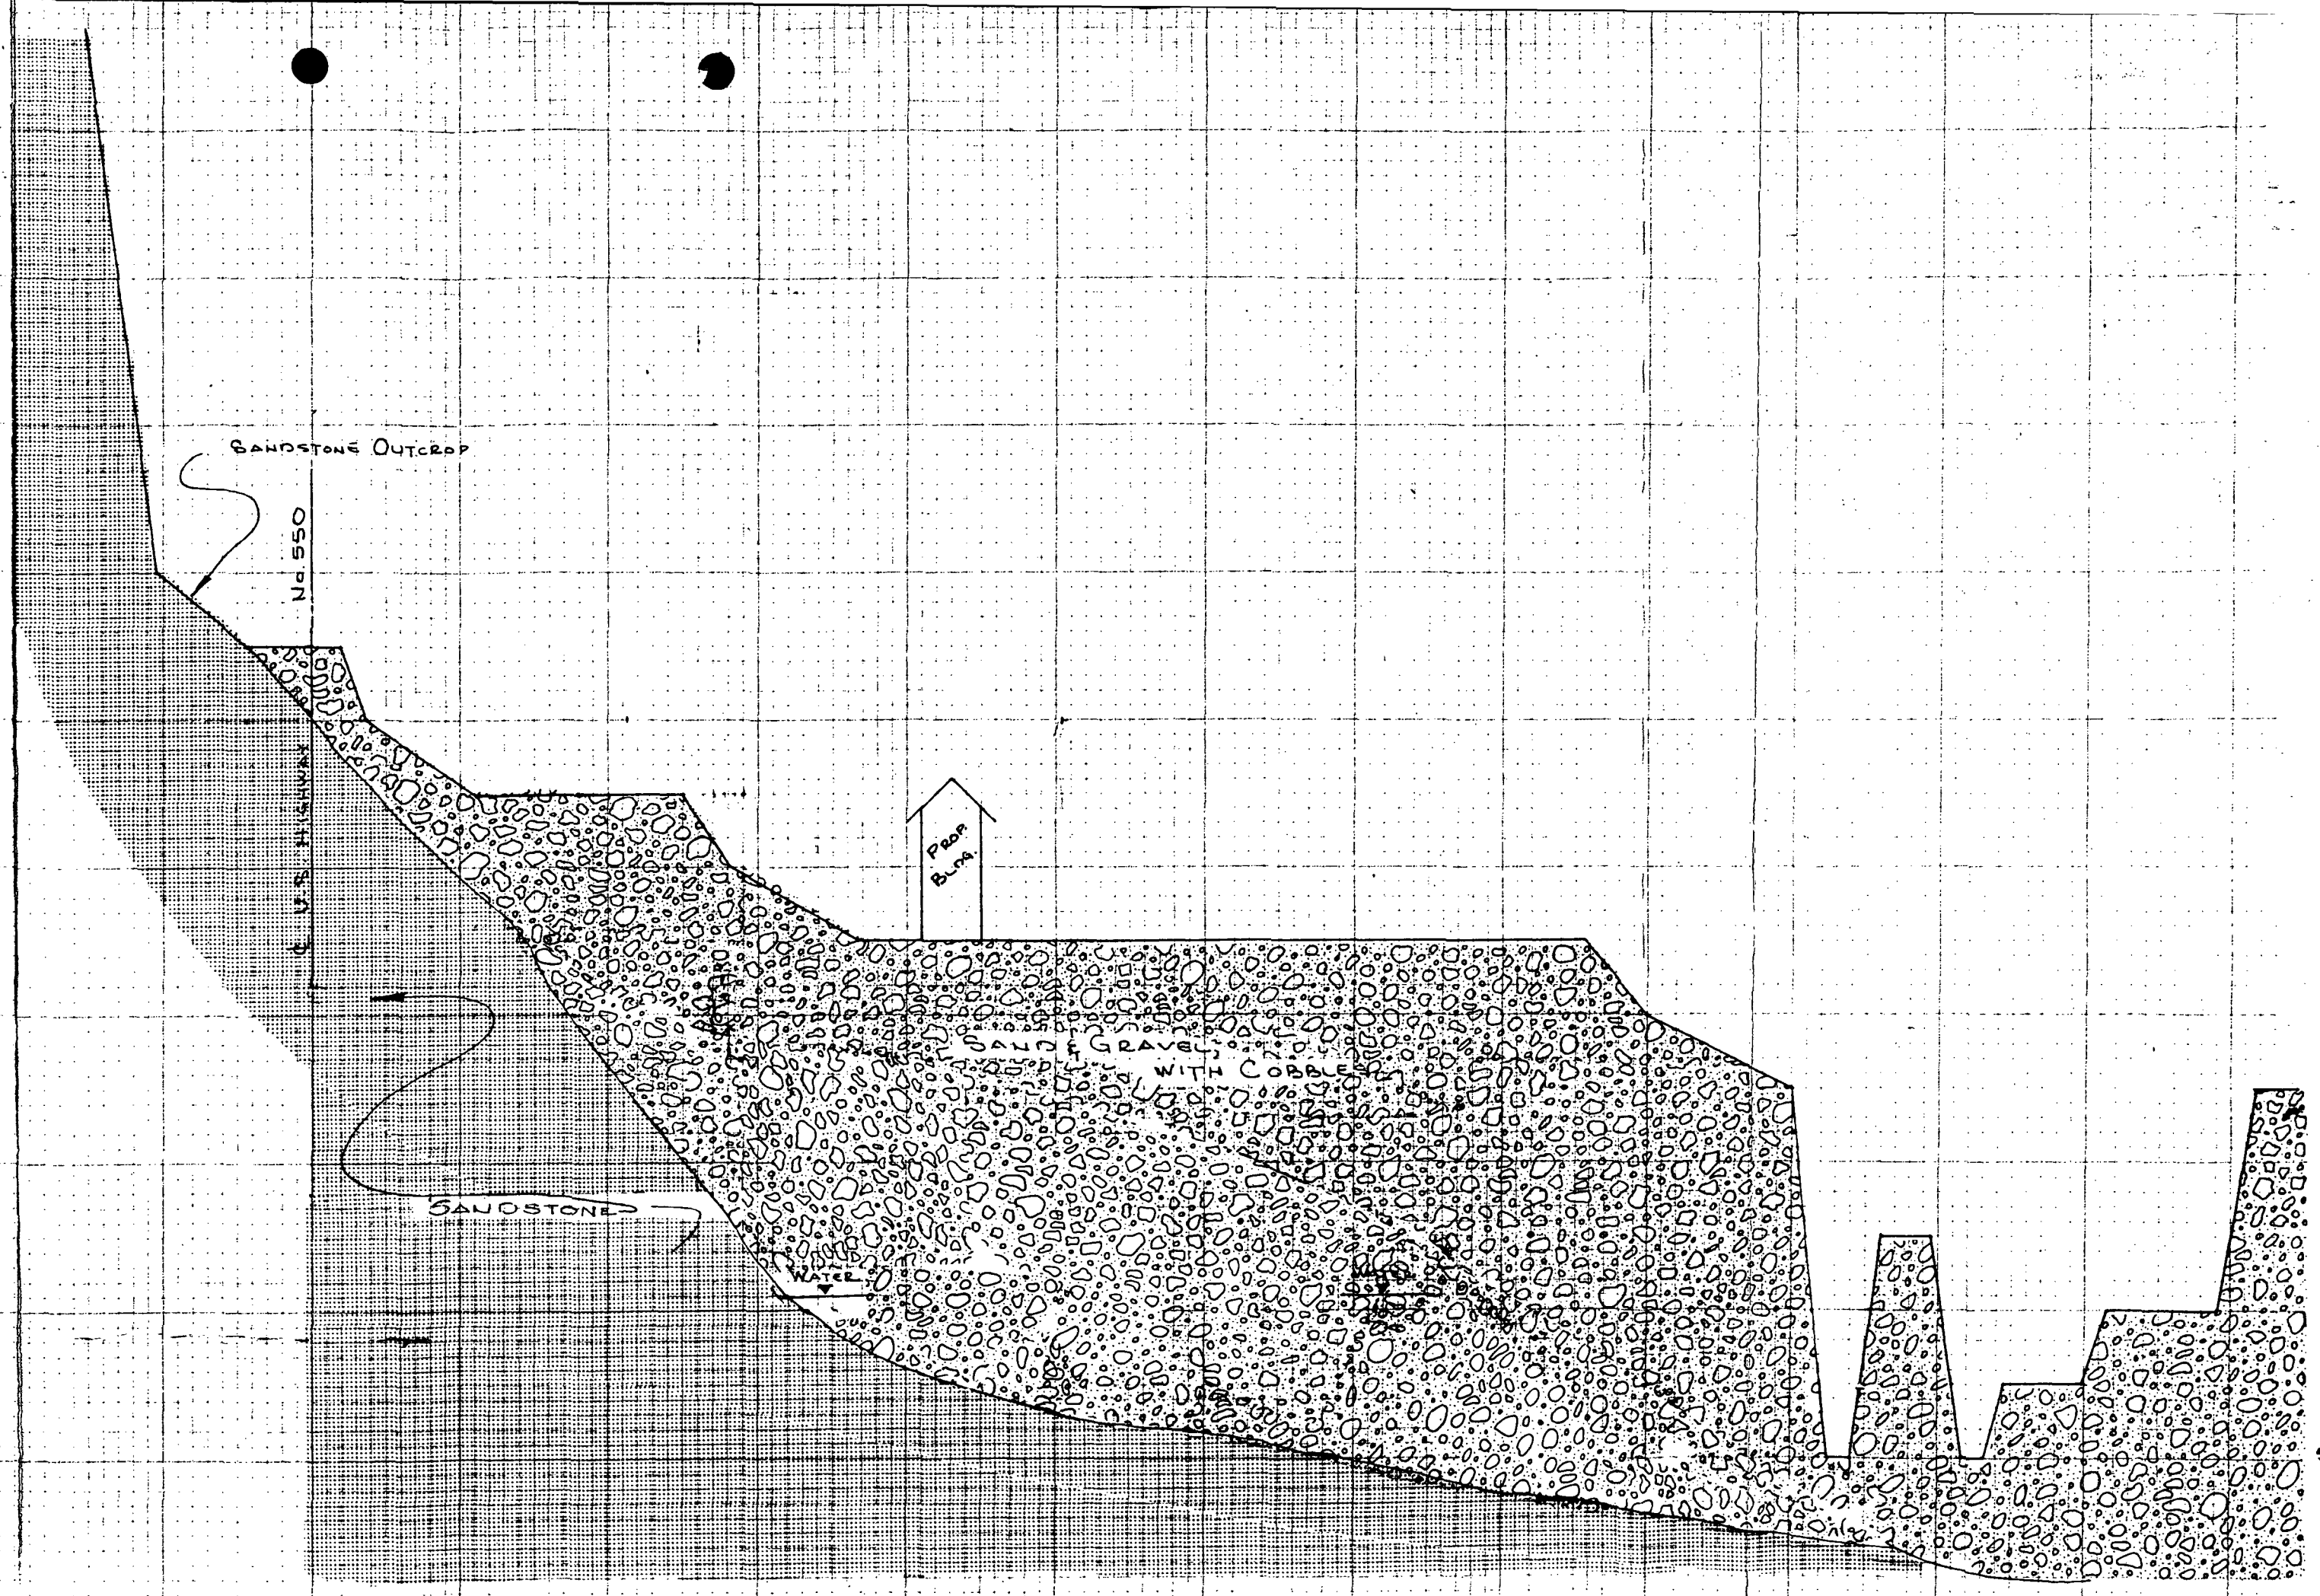 SANDSTONE OUTCROP
℄ U.S. HIGHWAY No. 550
PROP.
BLDG.
SAND & GRAVEL
WITH COBBLES
SANDSTONE
WATER